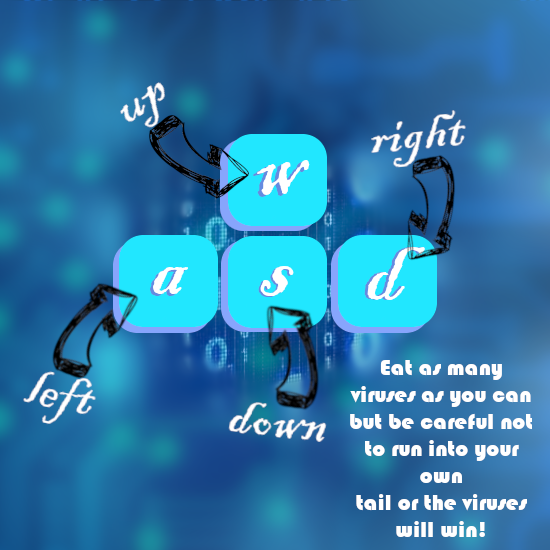 up
right
w
a
s
d
left
down
Eat as many
viruses as you can
but be careful not
to run into your
own
tail or the viruses
will win!